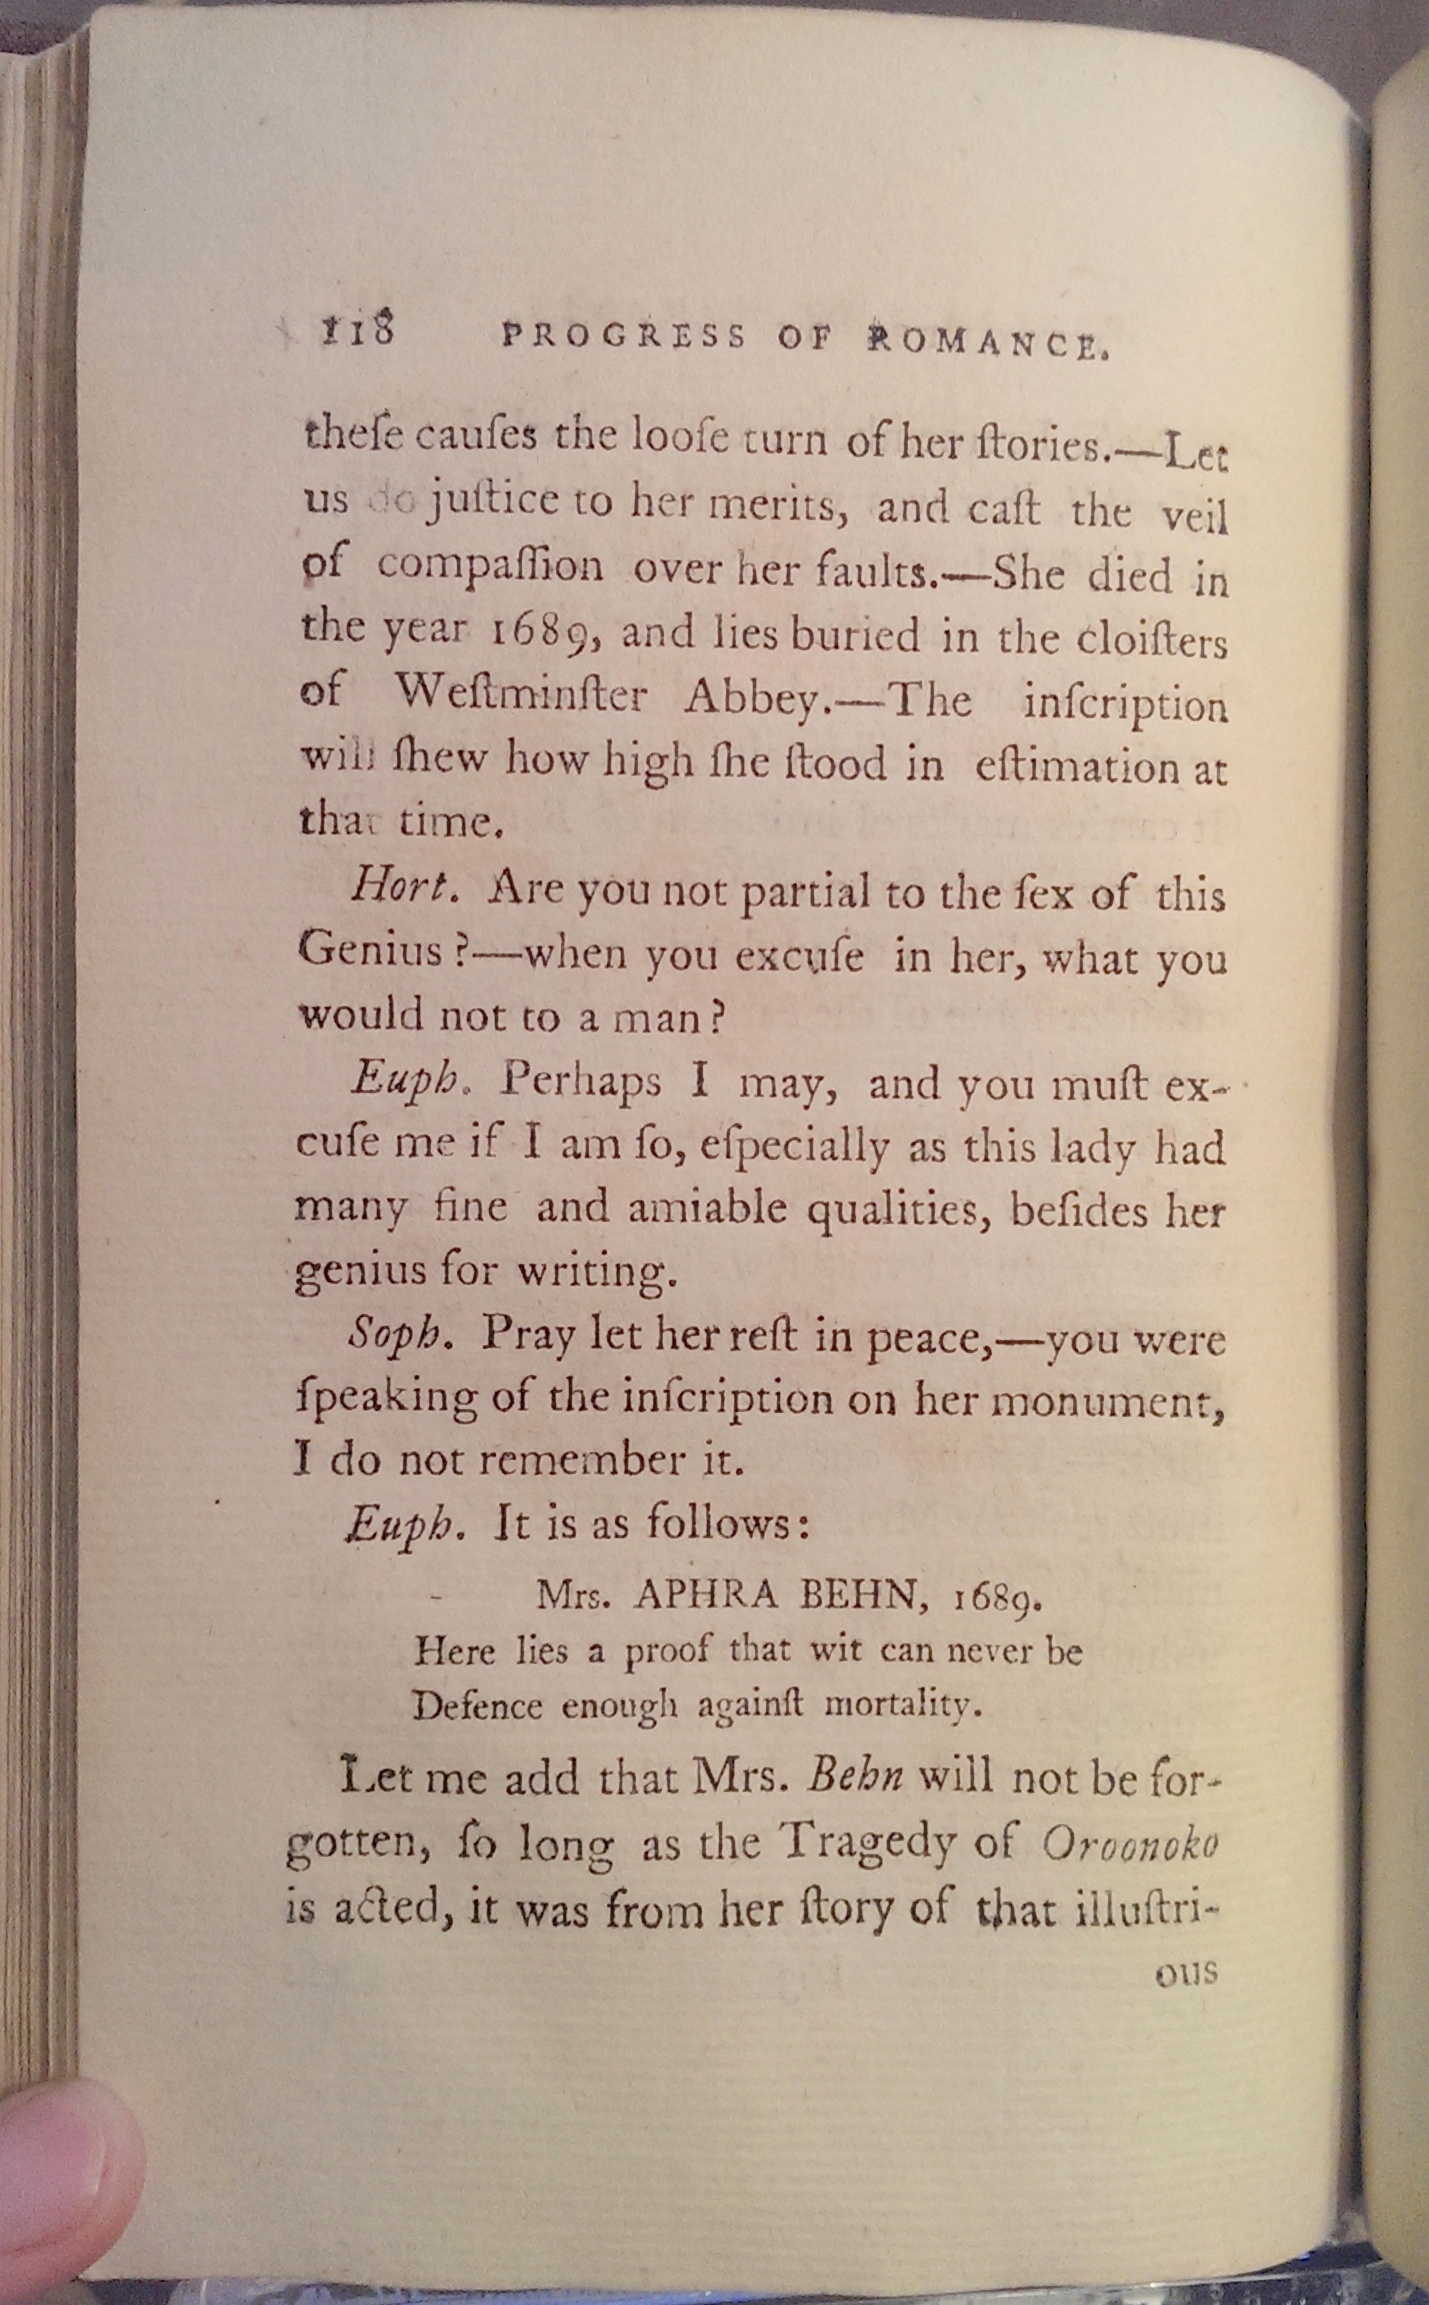 118 PROGRESS OF ROMANCE.
theſe cauſes the looſe turn of her ſtories.—Let
us do juſtice to her merits, and caſt the veil
of compaſſion over her faults.—She died in
the year 1689, and lies buried in the cloiſters
of Weſtminſter Abbey.—The inſcription
will ſhew how high ſhe ſtood in eſtimation at
that time.
Hort. Are you not partial to the ſex of this
Genius?—when you excuſe in her, what you
would not to a man?
Euph. Perhaps I may, and you muſt ex-
cuſe me if I am ſo, eſpecially as this lady had
many fine and amiable qualities, beſides her
genius for writing.
Soph. Pray let her reſt in peace,—you were
ſpeaking of the inſcription on her monument,
I do not remember it.
Euph. It is as follows:
Mrs. APHRA BEHN, 1689.
Here lies a proof that wit can never be
Defence enough againſt mortality.
Let me add that Mrs. Behn will not be for-
gotten, ſo long as the Tragedy of Oroonoko
is acted, it was from her ſtory of that illuſtri-
ous